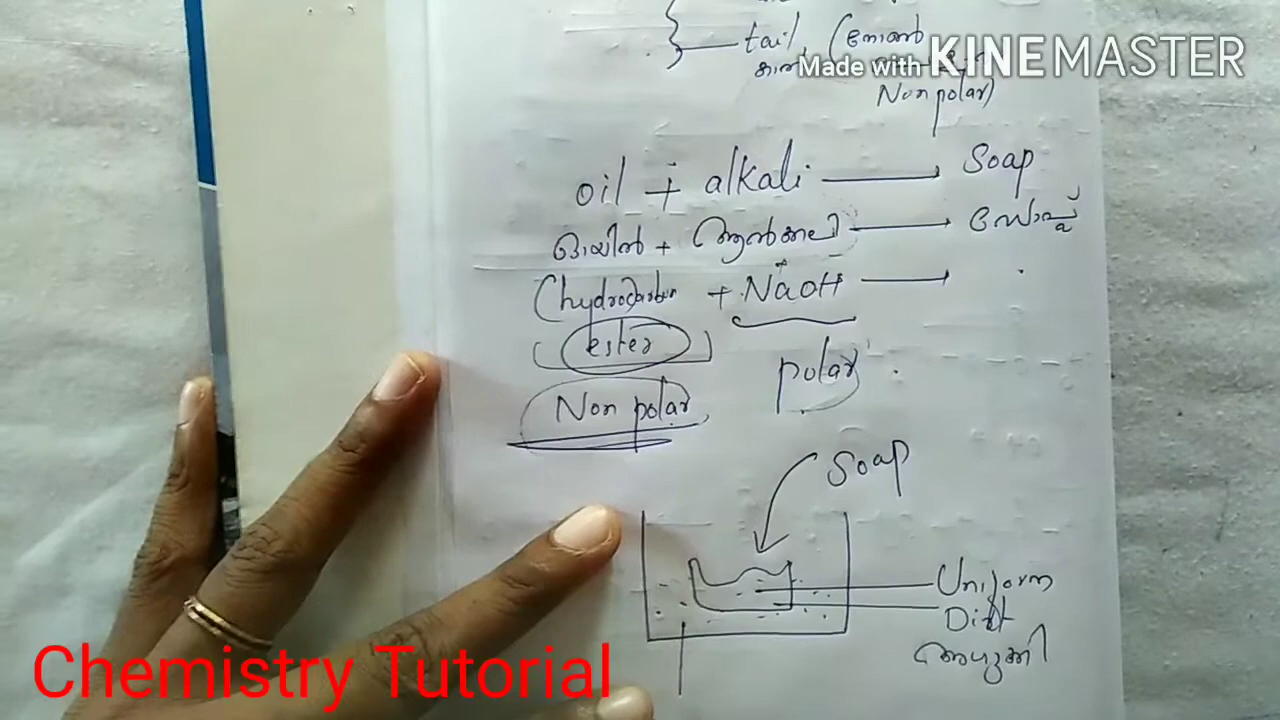 tail (നോൺ
Made with KINEMASTER
Non polar)
oil + alkali → Soap
ഓയിൽ + ആൽക്കലി → സോപ്പ്
(hydrocarbon + NaOH →
ester
polar
Non polar
Soap
Uniform
Dirt
Chemistry Tutorial